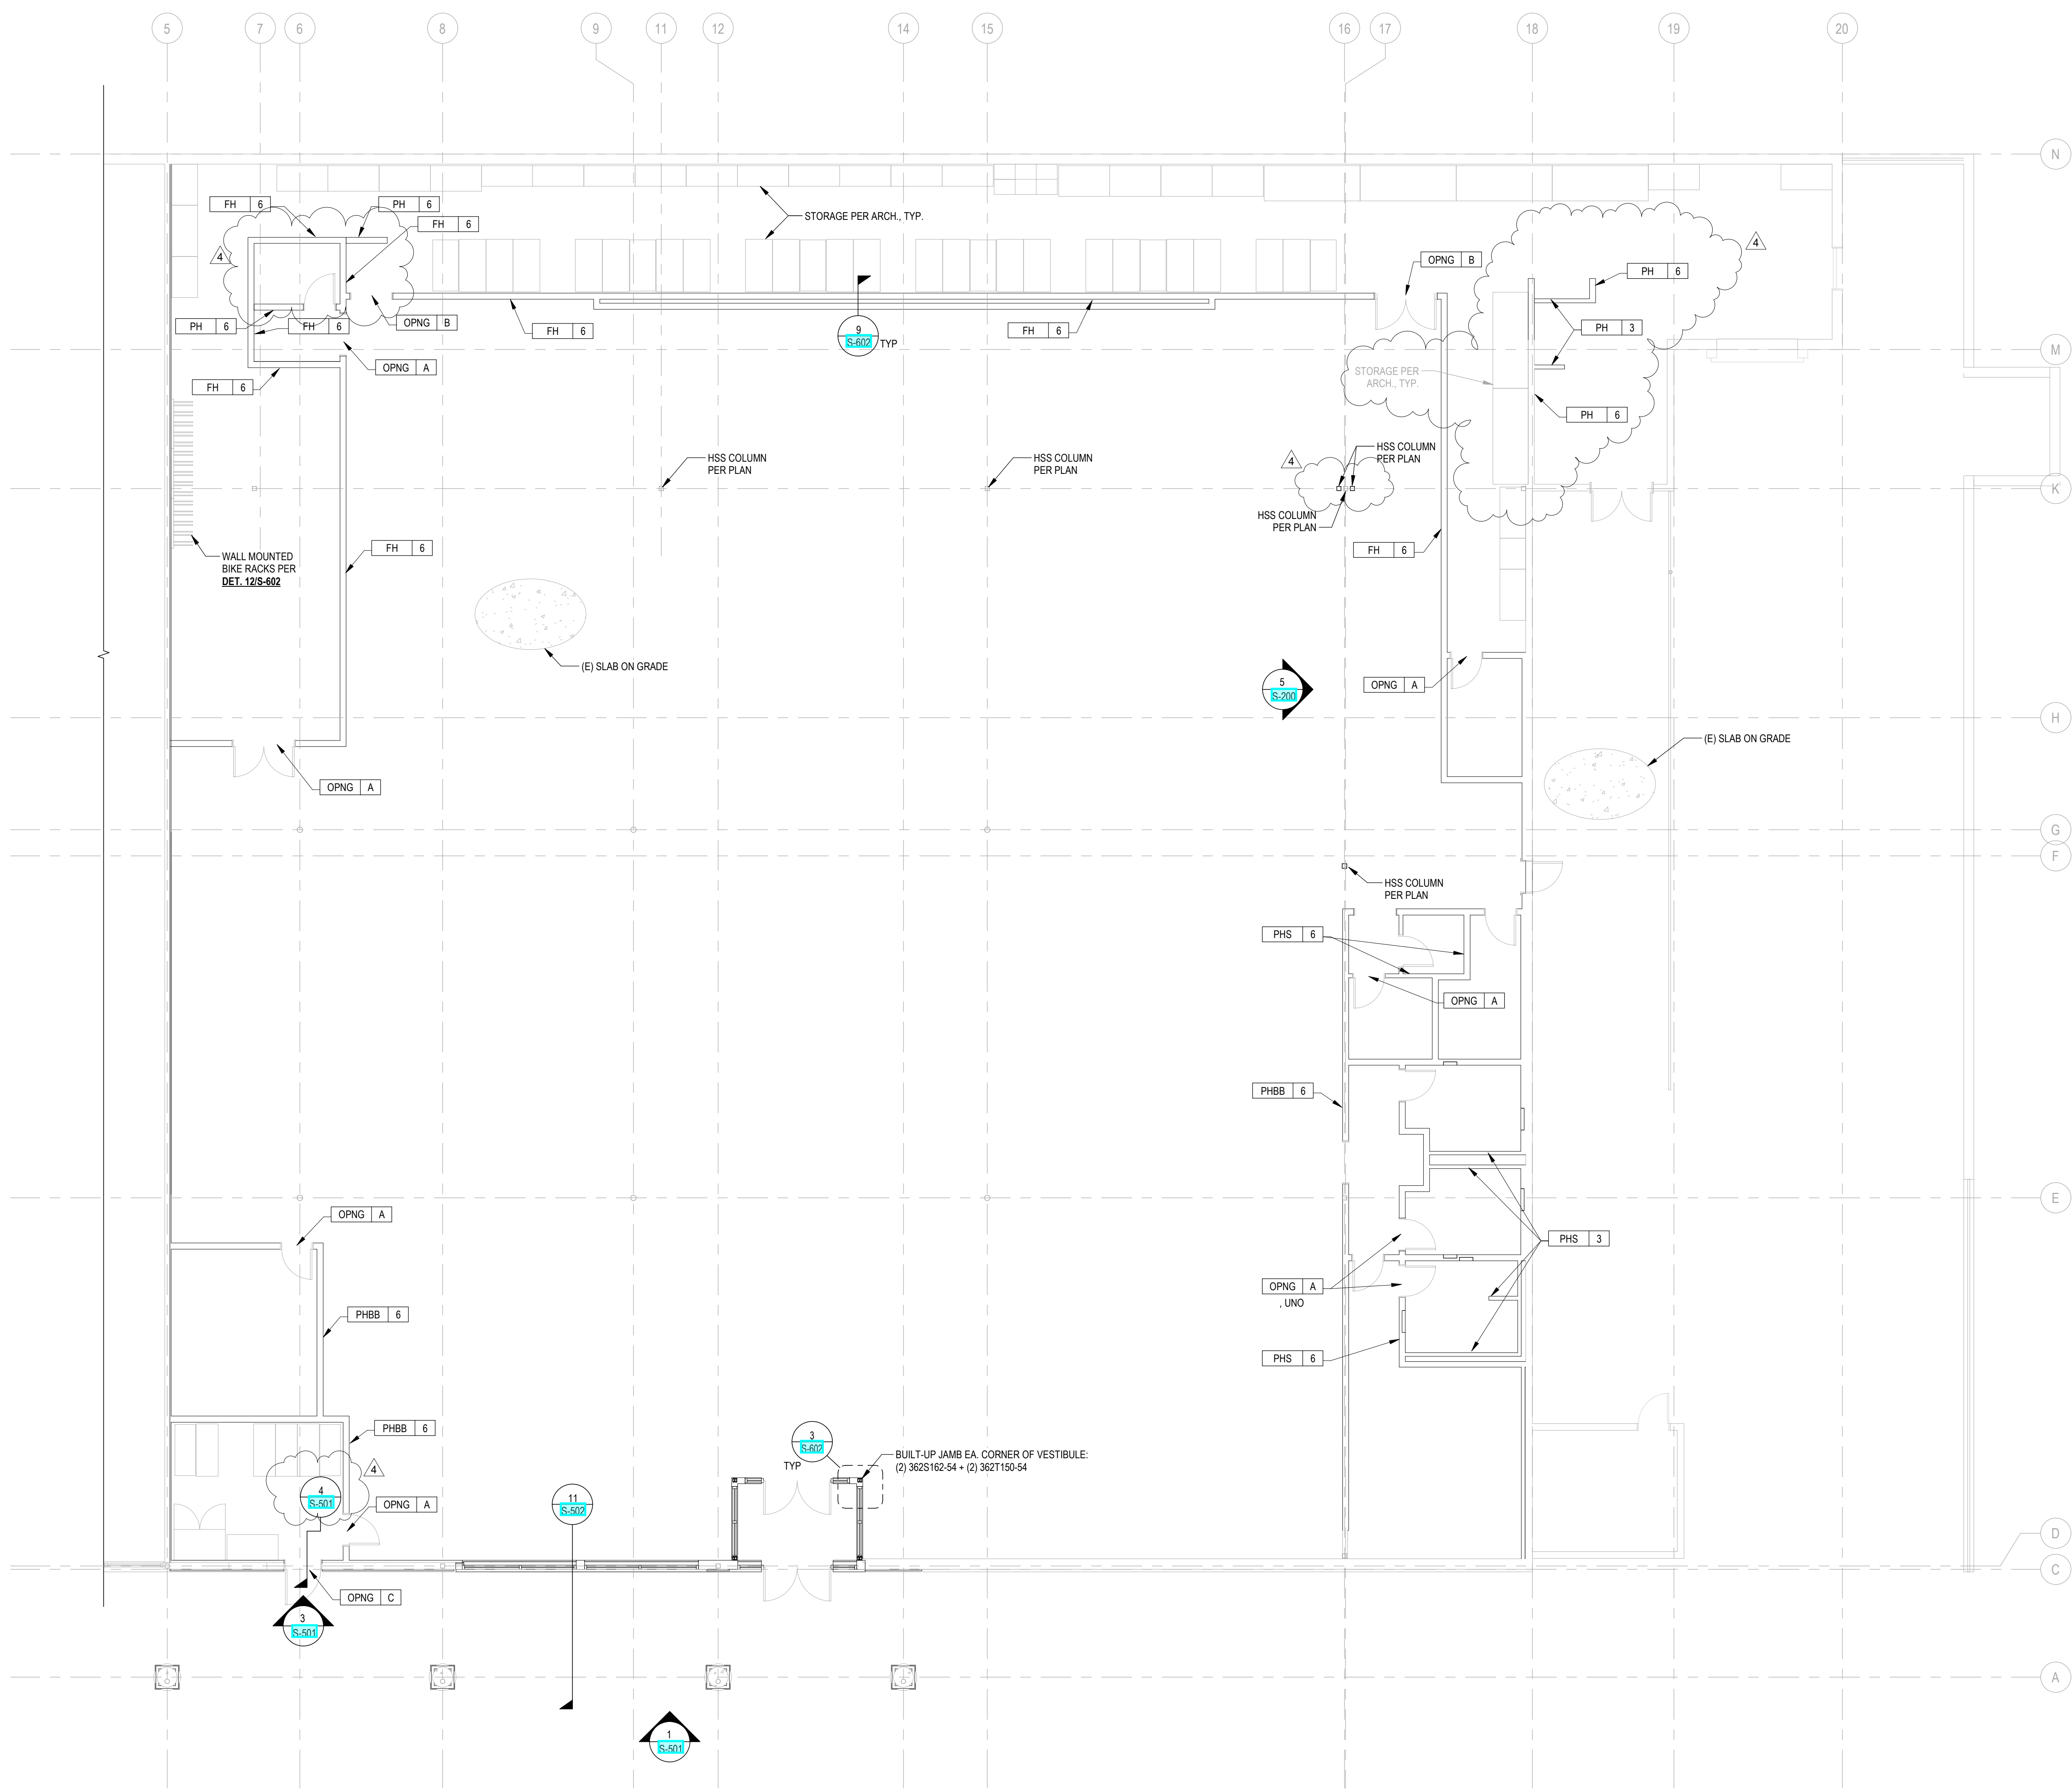 5
7
6
8
9
11
12
14
15
16
17
18
19
20
N
FH 6
PH 6
FH 6
STORAGE PER ARCH., TYP.
4
4
OPNG B
PH 6
PH 6
FH 6
OPNG B
FH 6
9
S-602
TYP
FH 6
PH 3
M
OPNG A
FH 6
STORAGE PER
ARCH., TYP.
PH 6
HSS COLUMN
PER PLAN
HSS COLUMN
PER PLAN
4
HSS COLUMN
PER PLAN
K
HSS COLUMN
PER PLAN
WALL MOUNTED
BIKE RACKS PER
DET. 12/S-602
FH 6
FH 6
(E) SLAB ON GRADE
5
S-200
OPNG A
H
(E) SLAB ON GRADE
OPNG A
G
F
HSS COLUMN
PER PLAN
PHS 6
OPNG A
PHBB 6
E
OPNG A
PHS 3
OPNG A
, UNO
PHBB 6
PHS 6
PHBB 6
4
3
S-602
TYP
BUILT-UP JAMB EA. CORNER OF VESTIBULE:
(2) 362S162-54 + (2) 362T150-54
4
S-501
OPNG A
11
S-502
D
C
OPNG C
3
S-501
A
1
S-501